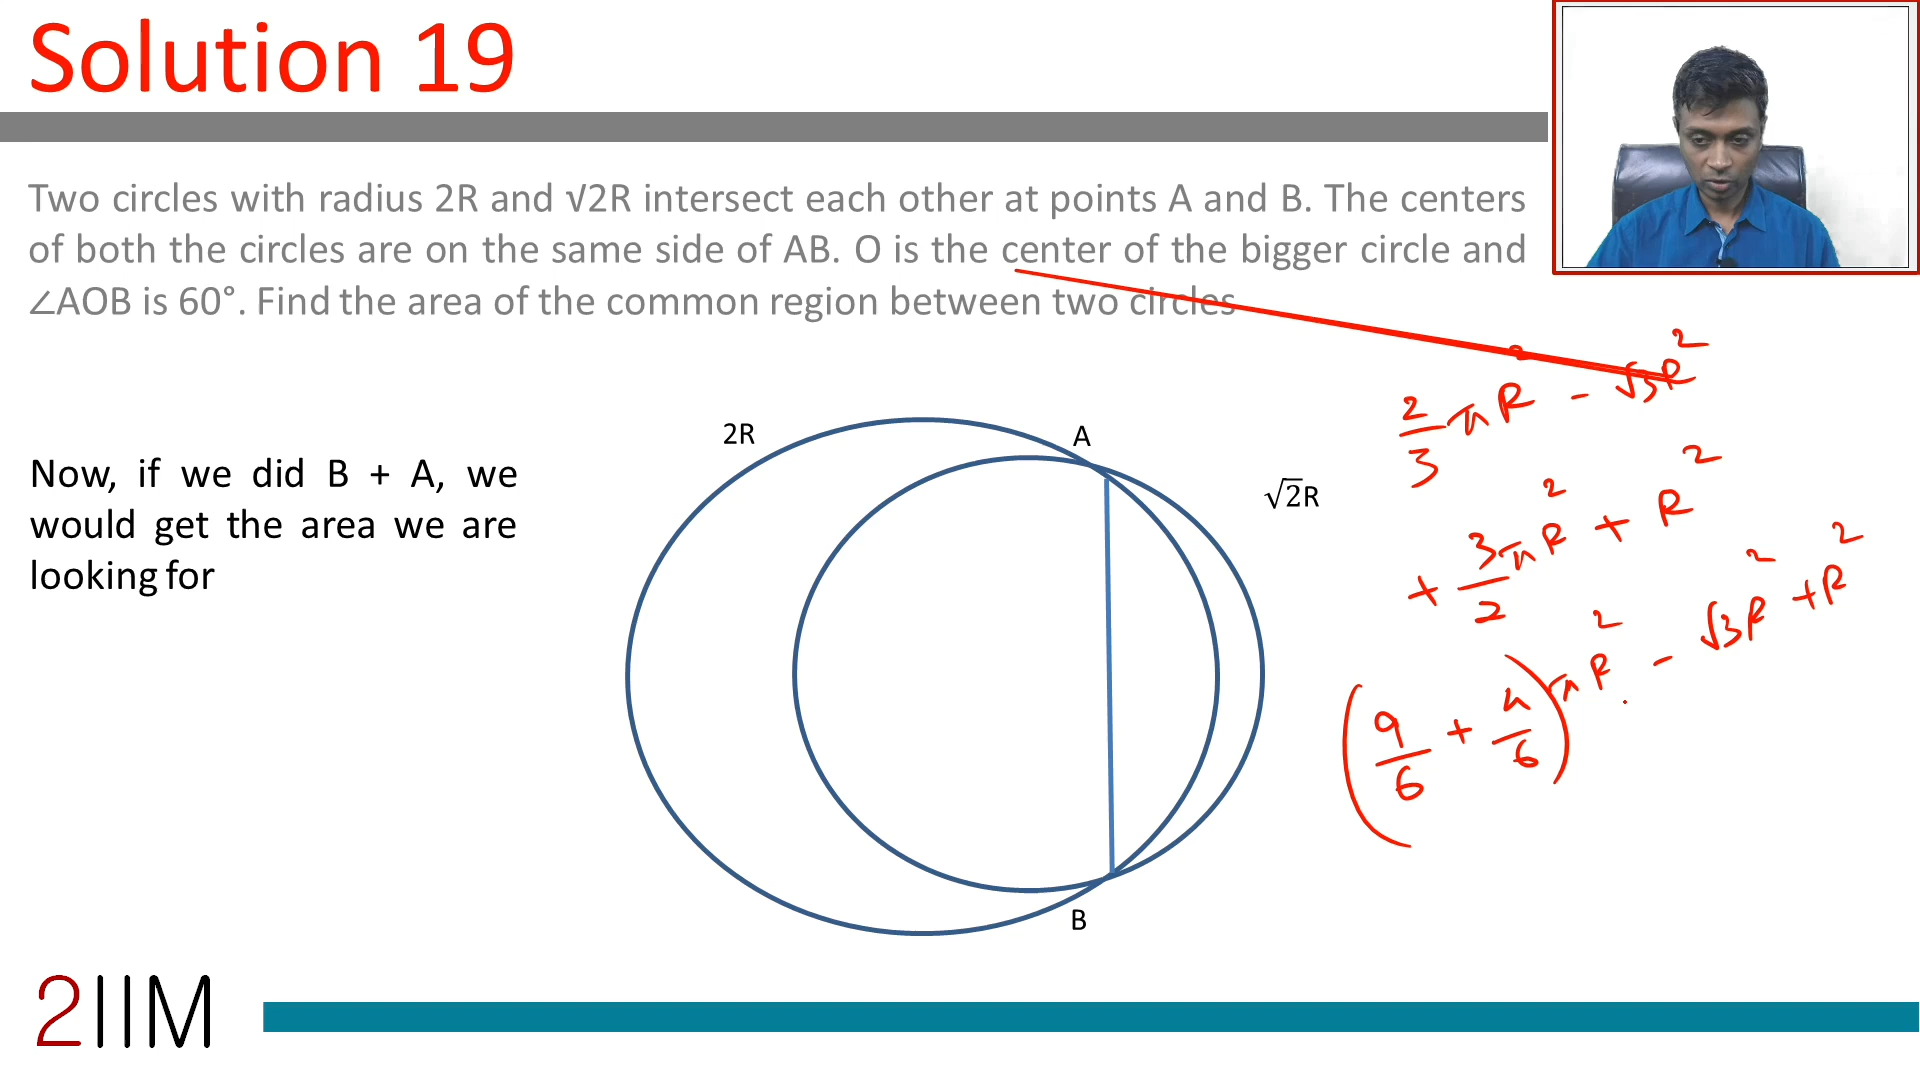 Solution 19
Two circles with radius 2R and √2R intersect each other at points A and B. The centers
of both the circles are on the same side of AB. O is the center of the bigger circle and
∠AOB is 60°. Find the area of the common region between two circles
Now, if we did B + A, we
would get the area we are
looking for
2R
A
√2R
B
2/3 πR² - √3R²
+ 3/2 πR² + R²
(9/6 + 4/6) πR² - √3R² + R²
2IIM